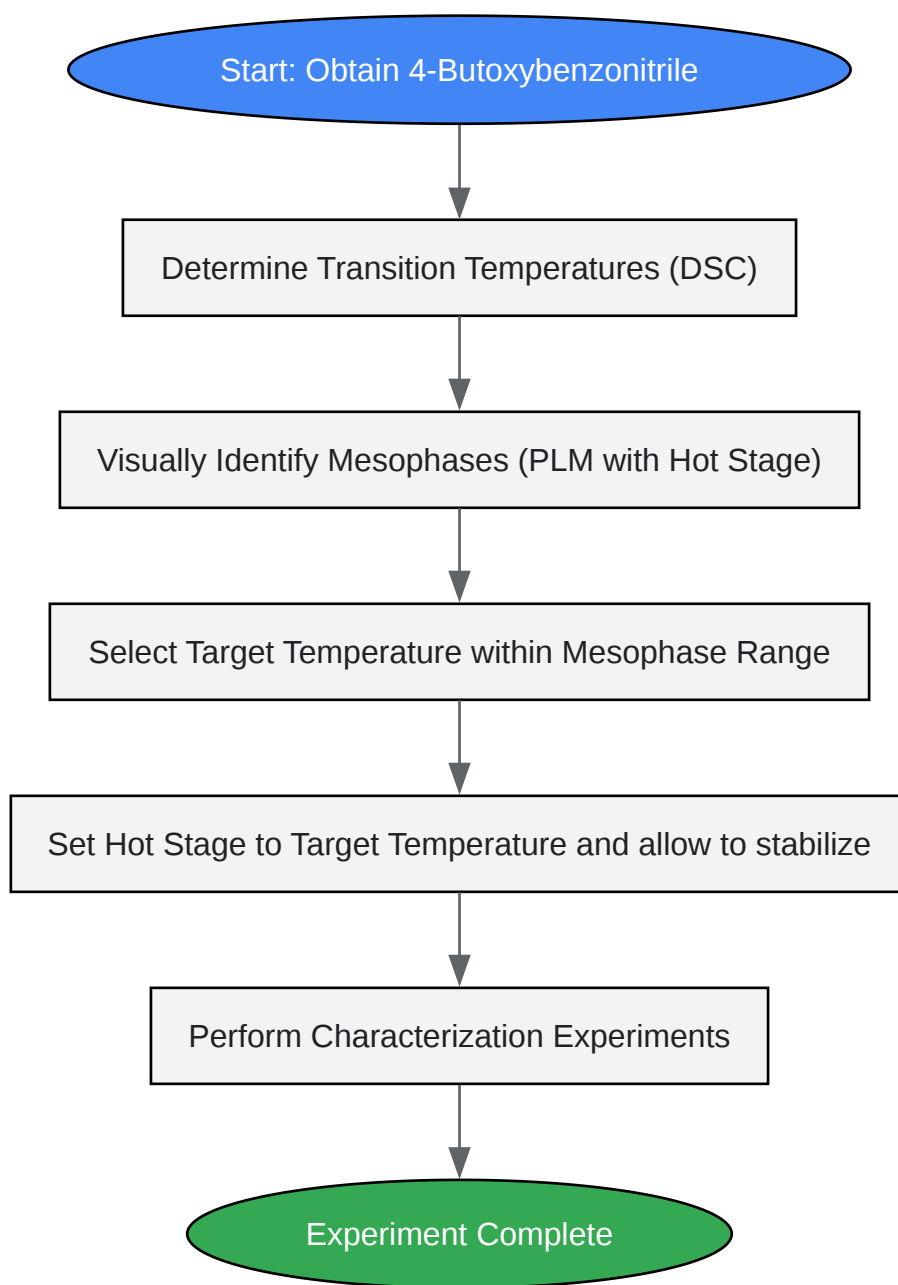 Start: Obtain 4-Butoxybenzonitrile
Determine Transition Temperatures (DSC)
Visually Identify Mesophases (PLM with Hot Stage)
Select Target Temperature within Mesophase Range
Set Hot Stage to Target Temperature and allow to stabilize
Perform Characterization Experiments
Experiment Complete